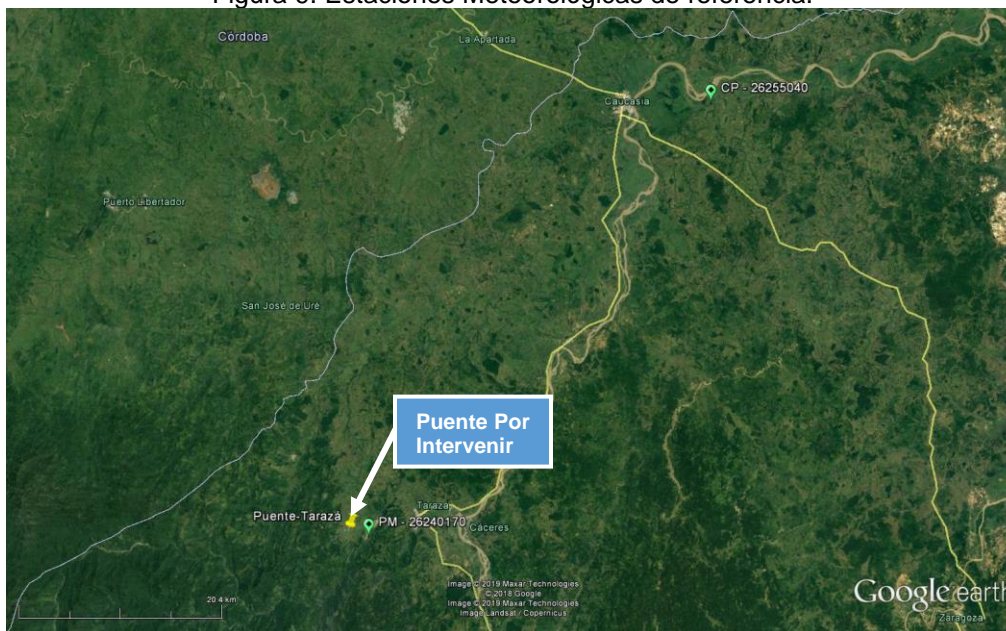 Figura 6. Estaciones Meteorológicas de referencia.
Córdoba
La Apartada
CP - 26255040
Caucasia
Puerto Libertador
San José de Uré
Puente Por
Intervenir
Taraza
Puente-Tarazá
PM - 26240170
Cáceres
20.4 km
Image © 2019 Maxar Technologies
© 2018 Google
Image © 2019 Maxar Technologies
Image Landsat / Copernicus
Google earth
Zaragoza